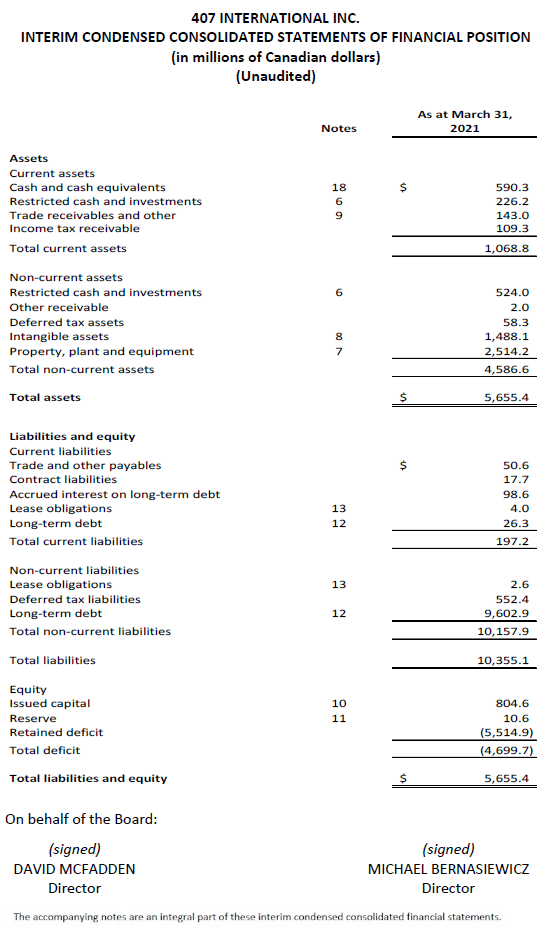 407 INTERNATIONAL INC.
INTERIM CONDENSED CONSOLIDATED STATEMENTS OF FINANCIAL POSITION
(in millions of Canadian dollars)
(Unaudited)
As at March 31,
Notes 2021
Assets
Current assets
Cash and cash equivalents 18 $ 590.3
Restricted cash and investments 6 226.2
Trade receivables and other 9 143.0
Income tax receivable 109.3
Total current assets 1,068.8
Non-current assets
Restricted cash and investments 6 524.0
Other receivable 2.0
Deferred tax assets 58.3
Intangible assets 8 1,488.1
Property, plant and equipment 7 2,514.2
Total non-current assets 4,586.6
Total assets $ 5,655.4
Liabilities and equity
Current liabilities
Trade and other payables $ 50.6
Contract liabilities 17.7
Accrued interest on long-term debt 98.6
Lease obligations 13 4.0
Long-term debt 12 26.3
Total current liabilities 197.2
Non-current liabilities
Lease obligations 13 2.6
Deferred tax liabilities 552.4
Long-term debt 12 9,602.9
Total non-current liabilities 10,157.9
Total liabilities 10,355.1
Equity
Issued capital 10 804.6
Reserve 11 10.6
Retained deficit (5,514.9)
Total deficit (4,699.7)
Total liabilities and equity $ 5,655.4
On behalf of the Board:
(signed) (signed)
DAVID MCFADDEN MICHAEL BERNASIEWICZ
Director Director
The accompanying notes are an integral part of these interim condensed consolidated financial statements.